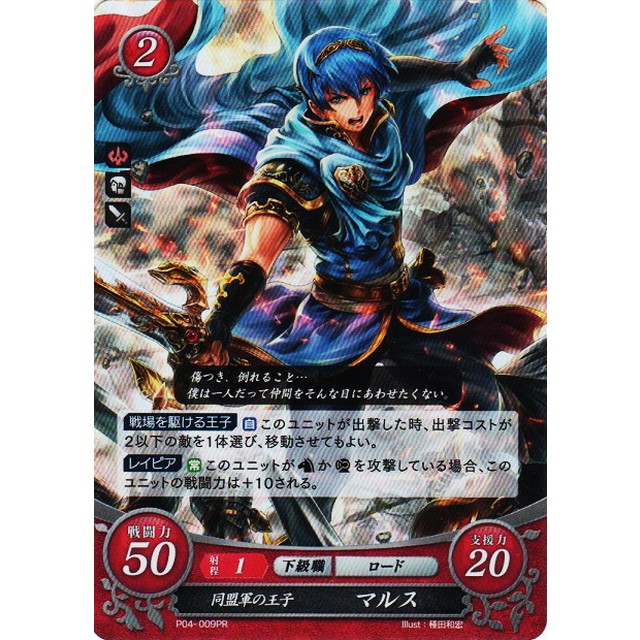 2
傷つき、倒れること…
僕は一人だって仲間をそんな目にあわせたくない。
戦場を駆ける王子 自 このユニットが出撃した時、出撃コストが
2以下の敵を1体選び、移動させてもよい。
レイピア 常 このユニットが か を攻撃している場合、この
ユニットの戦闘力は+10される。
戦闘力
50
射程 1 下級職 ロード
支援力
20
同盟軍の王子 マルス
P04-009PR
Illust：種田和宏